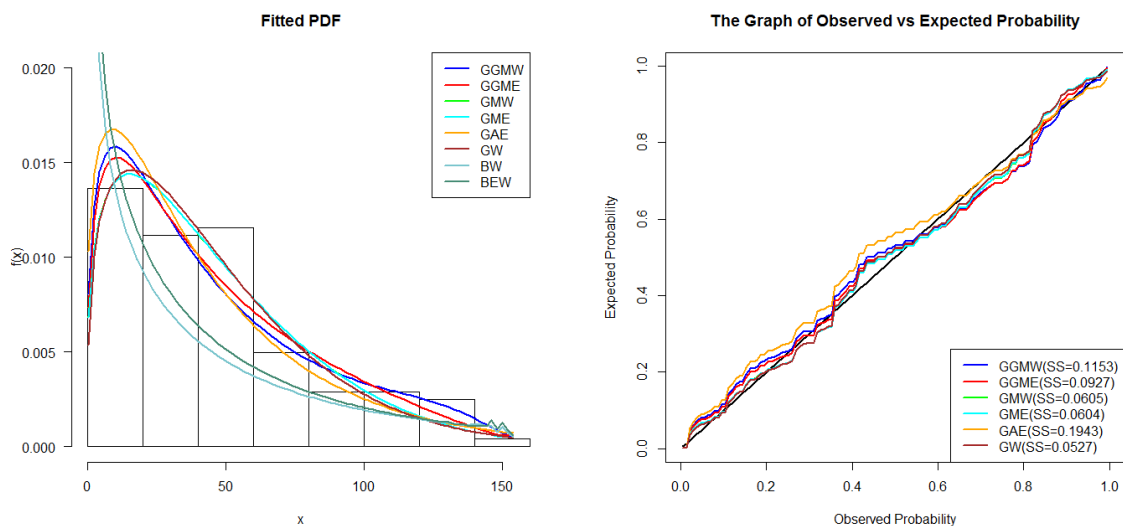 Fitted PDF
0.020
0.015
0.010
0.005
0.000
f(x)
0
50
100
150
x
GGMW
GGME
GMW
GME
GAE
GW
BW
BEW
The Graph of Observed vs Expected Probability
1.0
0.8
0.6
0.4
0.2
0.0
Expected Probability
0.0
0.2
0.4
0.6
0.8
1.0
Observed Probability
GGMW(SS=0.1153)
GGME(SS=0.0927)
GMW(SS=0.0605)
GME(SS=0.0604)
GAE(SS=0.1943)
GW(SS=0.0527)